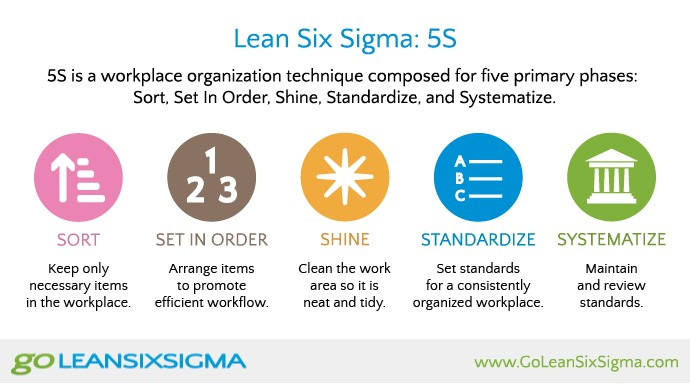 Lean Six Sigma: 5S
5S is a workplace organization technique composed for five primary phases:
Sort, Set In Order, Shine, Standardize, and Systematize.
1
2 3
A
B
C
SORT
SET IN ORDER
SHINE
STANDARDIZE
SYSTEMATIZE
Keep only
necessary items
in the workplace.
Arrange items
to promote
efficient workflow.
Clean the work
area so it is
neat and tidy.
Set standards
for a consistently
organized workplace.
Maintain
and review
standards.
go LEANSIXSIGMA
www.GoLeanSixSigma.com